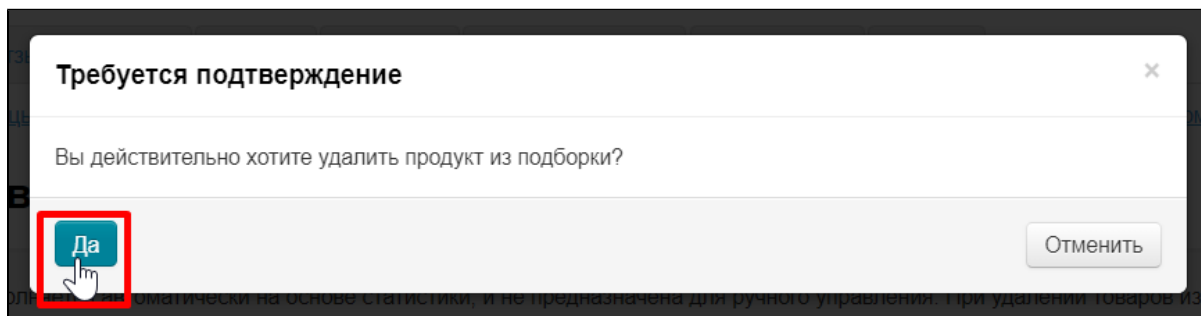 Требуется подтверждение
×
Вы действительно хотите удалить продукт из подборки?
Да
Отменить
автоматически на основе статистики, и не предназначена для ручного управления. При удалении товаров из